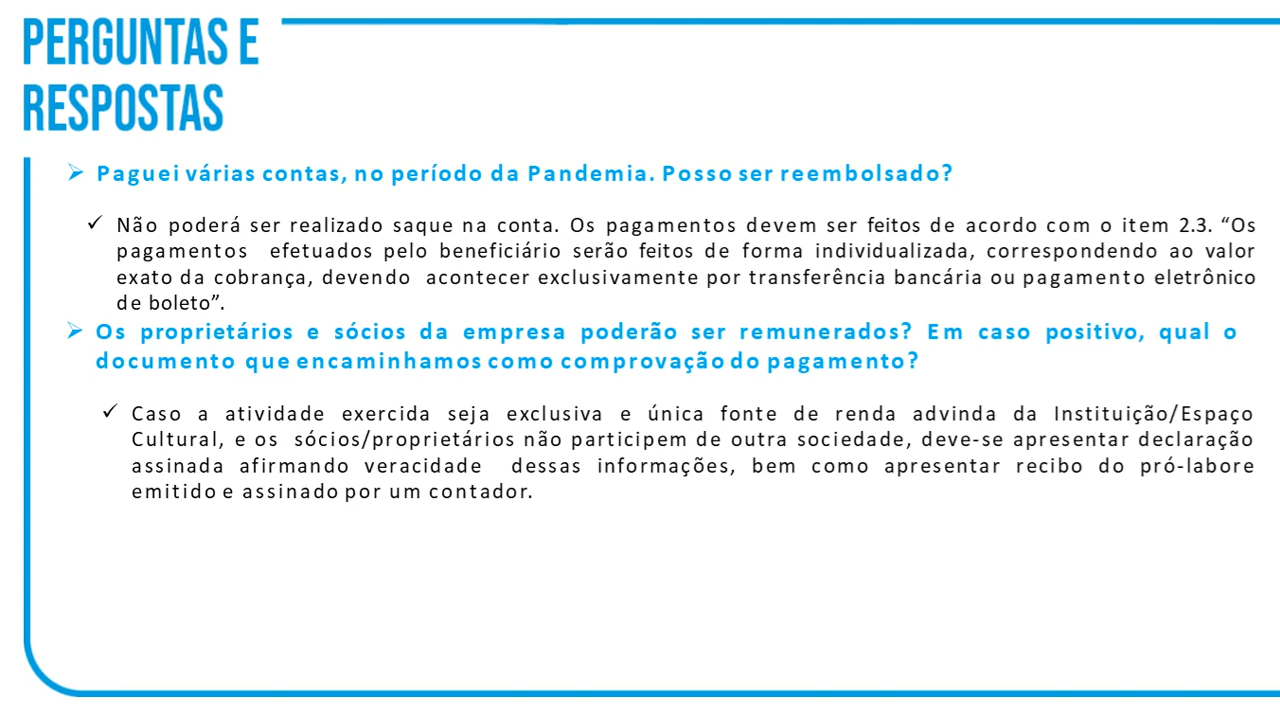 PERGUNTAS E
RESPOSTAS
Paguei várias contas, no período da Pandemia. Posso ser reembolsado?
Não poderá ser realizado saque na conta. Os pagamentos devem ser feitos de acordo com o item 2.3. “Os
pagamentos efetuados pelo beneficiário serão feitos de forma individualizada, correspondendo ao valor
exato da cobrança, devendo acontecer exclusivamente por transferência bancária ou pagamento eletrônico
de boleto”.
Os proprietários e sócios da empresa poderão ser remunerados? Em caso positivo, qual o
documento que encaminhamos como comprovação do pagamento?
Caso a atividade exercida seja exclusiva e única fonte de renda advinda da Instituição/Espaço
Cultural, e os sócios/proprietários não participem de outra sociedade, deve-se apresentar declaração
assinada afirmando veracidade dessas informações, bem como apresentar recibo do pró-labore
emitido e assinado por um contador.